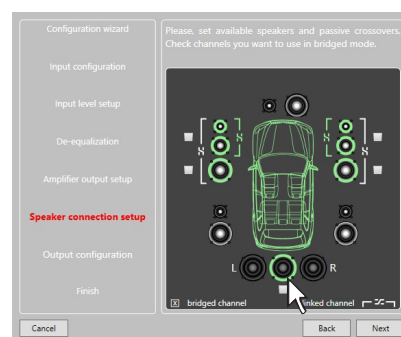 Configuration wizard
Input configuration
Input level setup
De-equalization
Amplifier output setup
Speaker connection setup
Output configuration
Finish
Please, set available speakers and passive crossovers.
Check channels you want to use in bridged mode.
L R
X bridged channel linked channel
Cancel Back Next